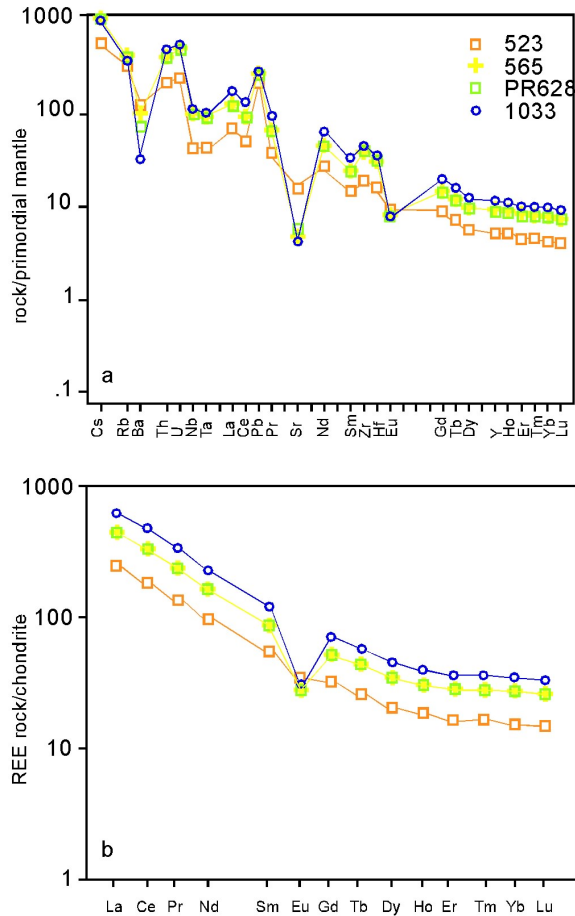 1000
523
565
PR628
1033
100
10
1
.1
rock/primordial mantle
a
Cs Rb Ba Th U Nb Ta La Ce Pb Pr Sr Nd Sm Zr Hf Eu Gd Tb Dy Y Ho Er Tm Yb Lu
1000
100
10
1
REE rock/chondrite
b
La Ce Pr Nd Sm Eu Gd Tb Dy Ho Er Tm Yb Lu